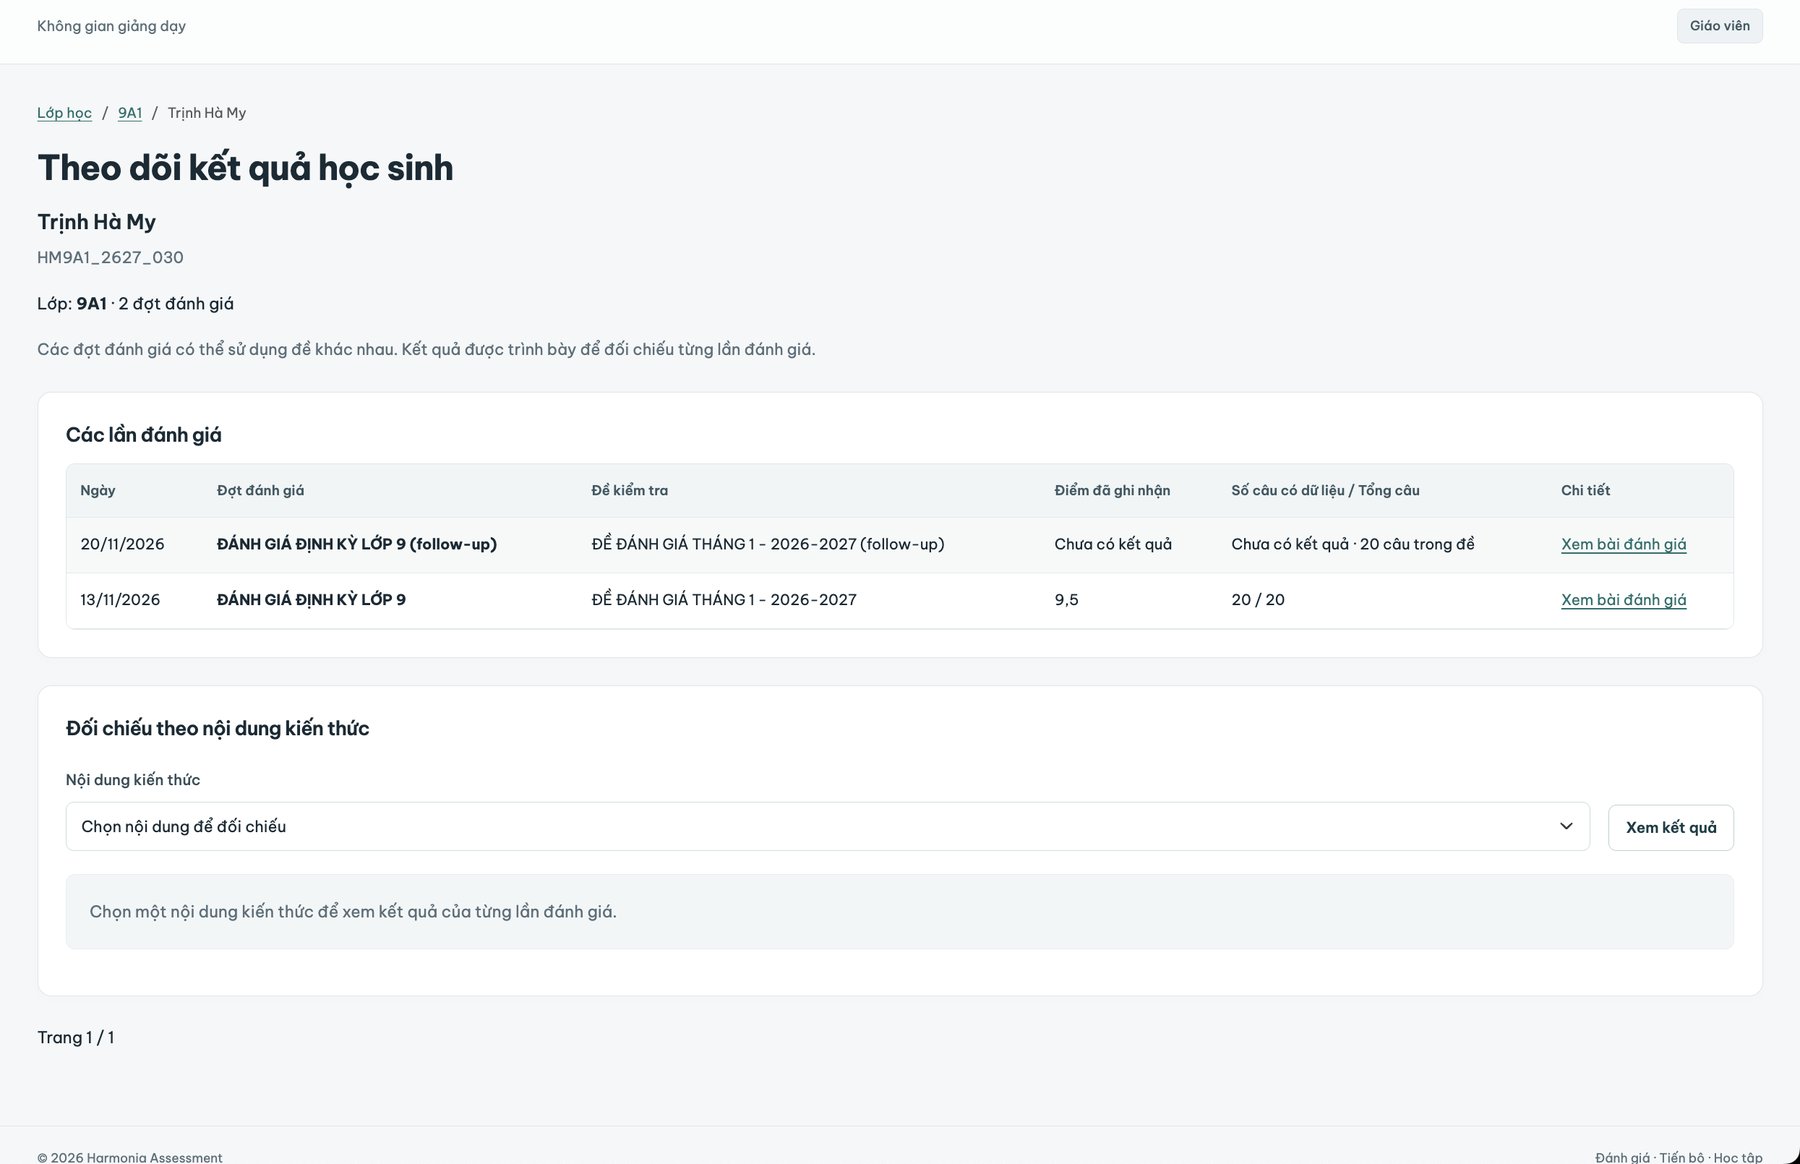 Không gian giảng dạy
Giáo viên
Lớp học / 9A1 / Trịnh Hà My
Theo dõi kết quả học sinh
Trịnh Hà My
HM9A1_2627_030
Lớp: 9A1 · 2 đợt đánh giá
Các đợt đánh giá có thể sử dụng đề khác nhau. Kết quả được trình bày để đối chiếu từng lần đánh giá.
Các lần đánh giá
Ngày Đợt đánh giá Đề kiểm tra Điểm đã ghi nhận Số câu có dữ liệu / Tổng câu Chi tiết
20/11/2026 ĐÁNH GIÁ ĐỊNH KỲ LỚP 9 (follow-up) ĐỀ ĐÁNH GIÁ THÁNG 1 - 2026-2027 (follow-up) Chưa có kết quả Chưa có kết quả · 20 câu trong đề Xem bài đánh giá
13/11/2026 ĐÁNH GIÁ ĐỊNH KỲ LỚP 9 ĐỀ ĐÁNH GIÁ THÁNG 1 - 2026-2027 9,5 20 / 20 Xem bài đánh giá
Đối chiếu theo nội dung kiến thức
Nội dung kiến thức
Chọn nội dung để đối chiếu
Xem kết quả
Chọn một nội dung kiến thức để xem kết quả của từng lần đánh giá.
Trang 1 / 1
© 2026 Harmonia Assessment
Đánh giá · Tiến bộ · Học tập